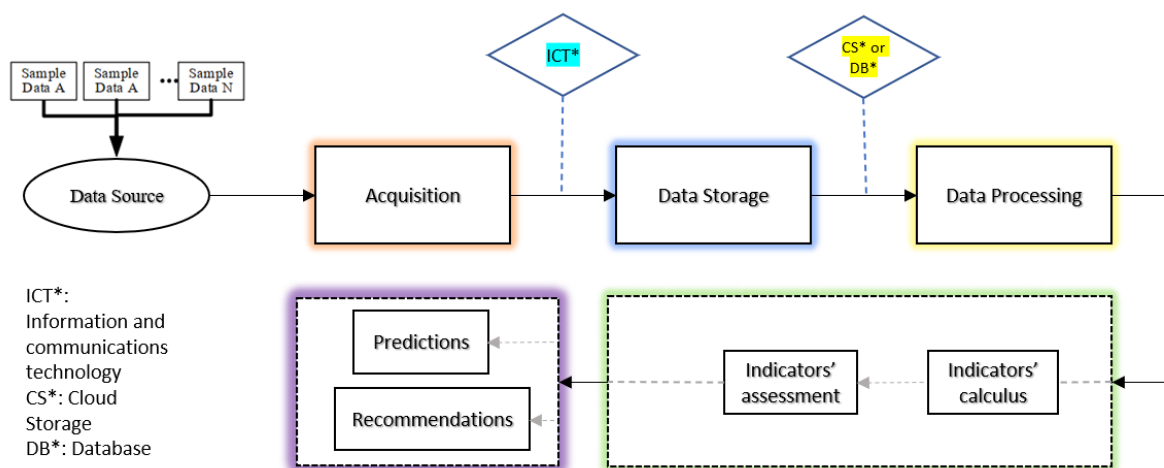 Sample
Data A
Sample
Data A
•••
Sample
Data N
ICT*
CS* or
DB*
Data Source
Acquisition
Data Storage
Data Processing
ICT*:
Information and
communications
technology
CS*: Cloud
Storage
DB*: Database
Predictions
Recommendations
Indicators’
assessment
Indicators’
calculus